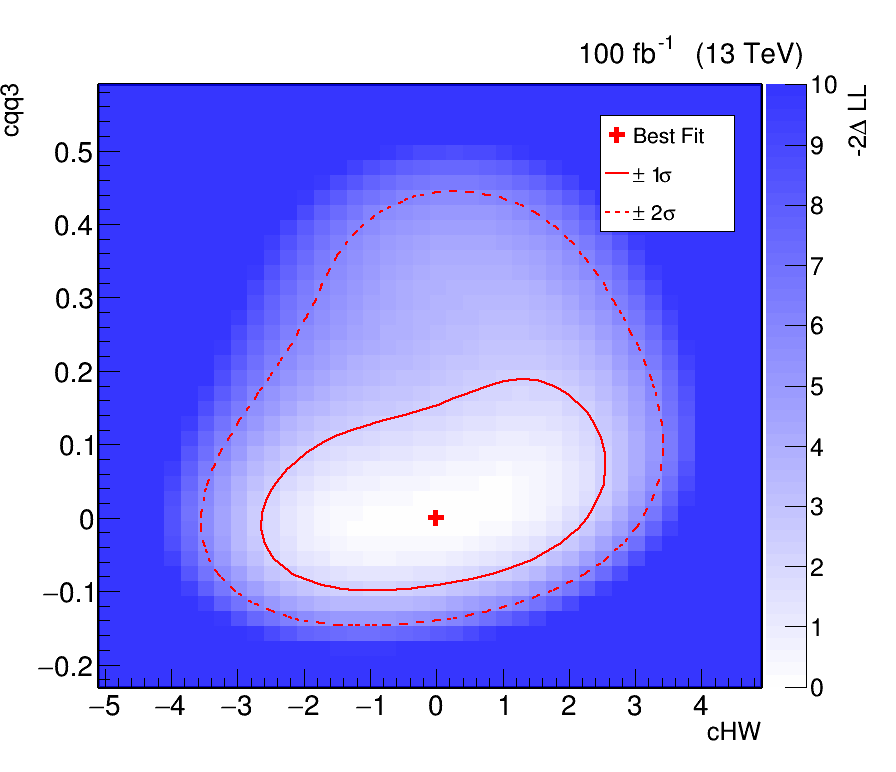 100 fb⁻¹ (13 TeV)
cqq3
-2Δ LL
Best Fit
± 1σ
± 2σ
0.5
0.4
0.3
0.2
0.1
0
−0.1
−0.2
10
9
8
7
6
5
4
3
2
1
0
−5 −4 −3 −2 −1 0 1 2 3 4
cHW